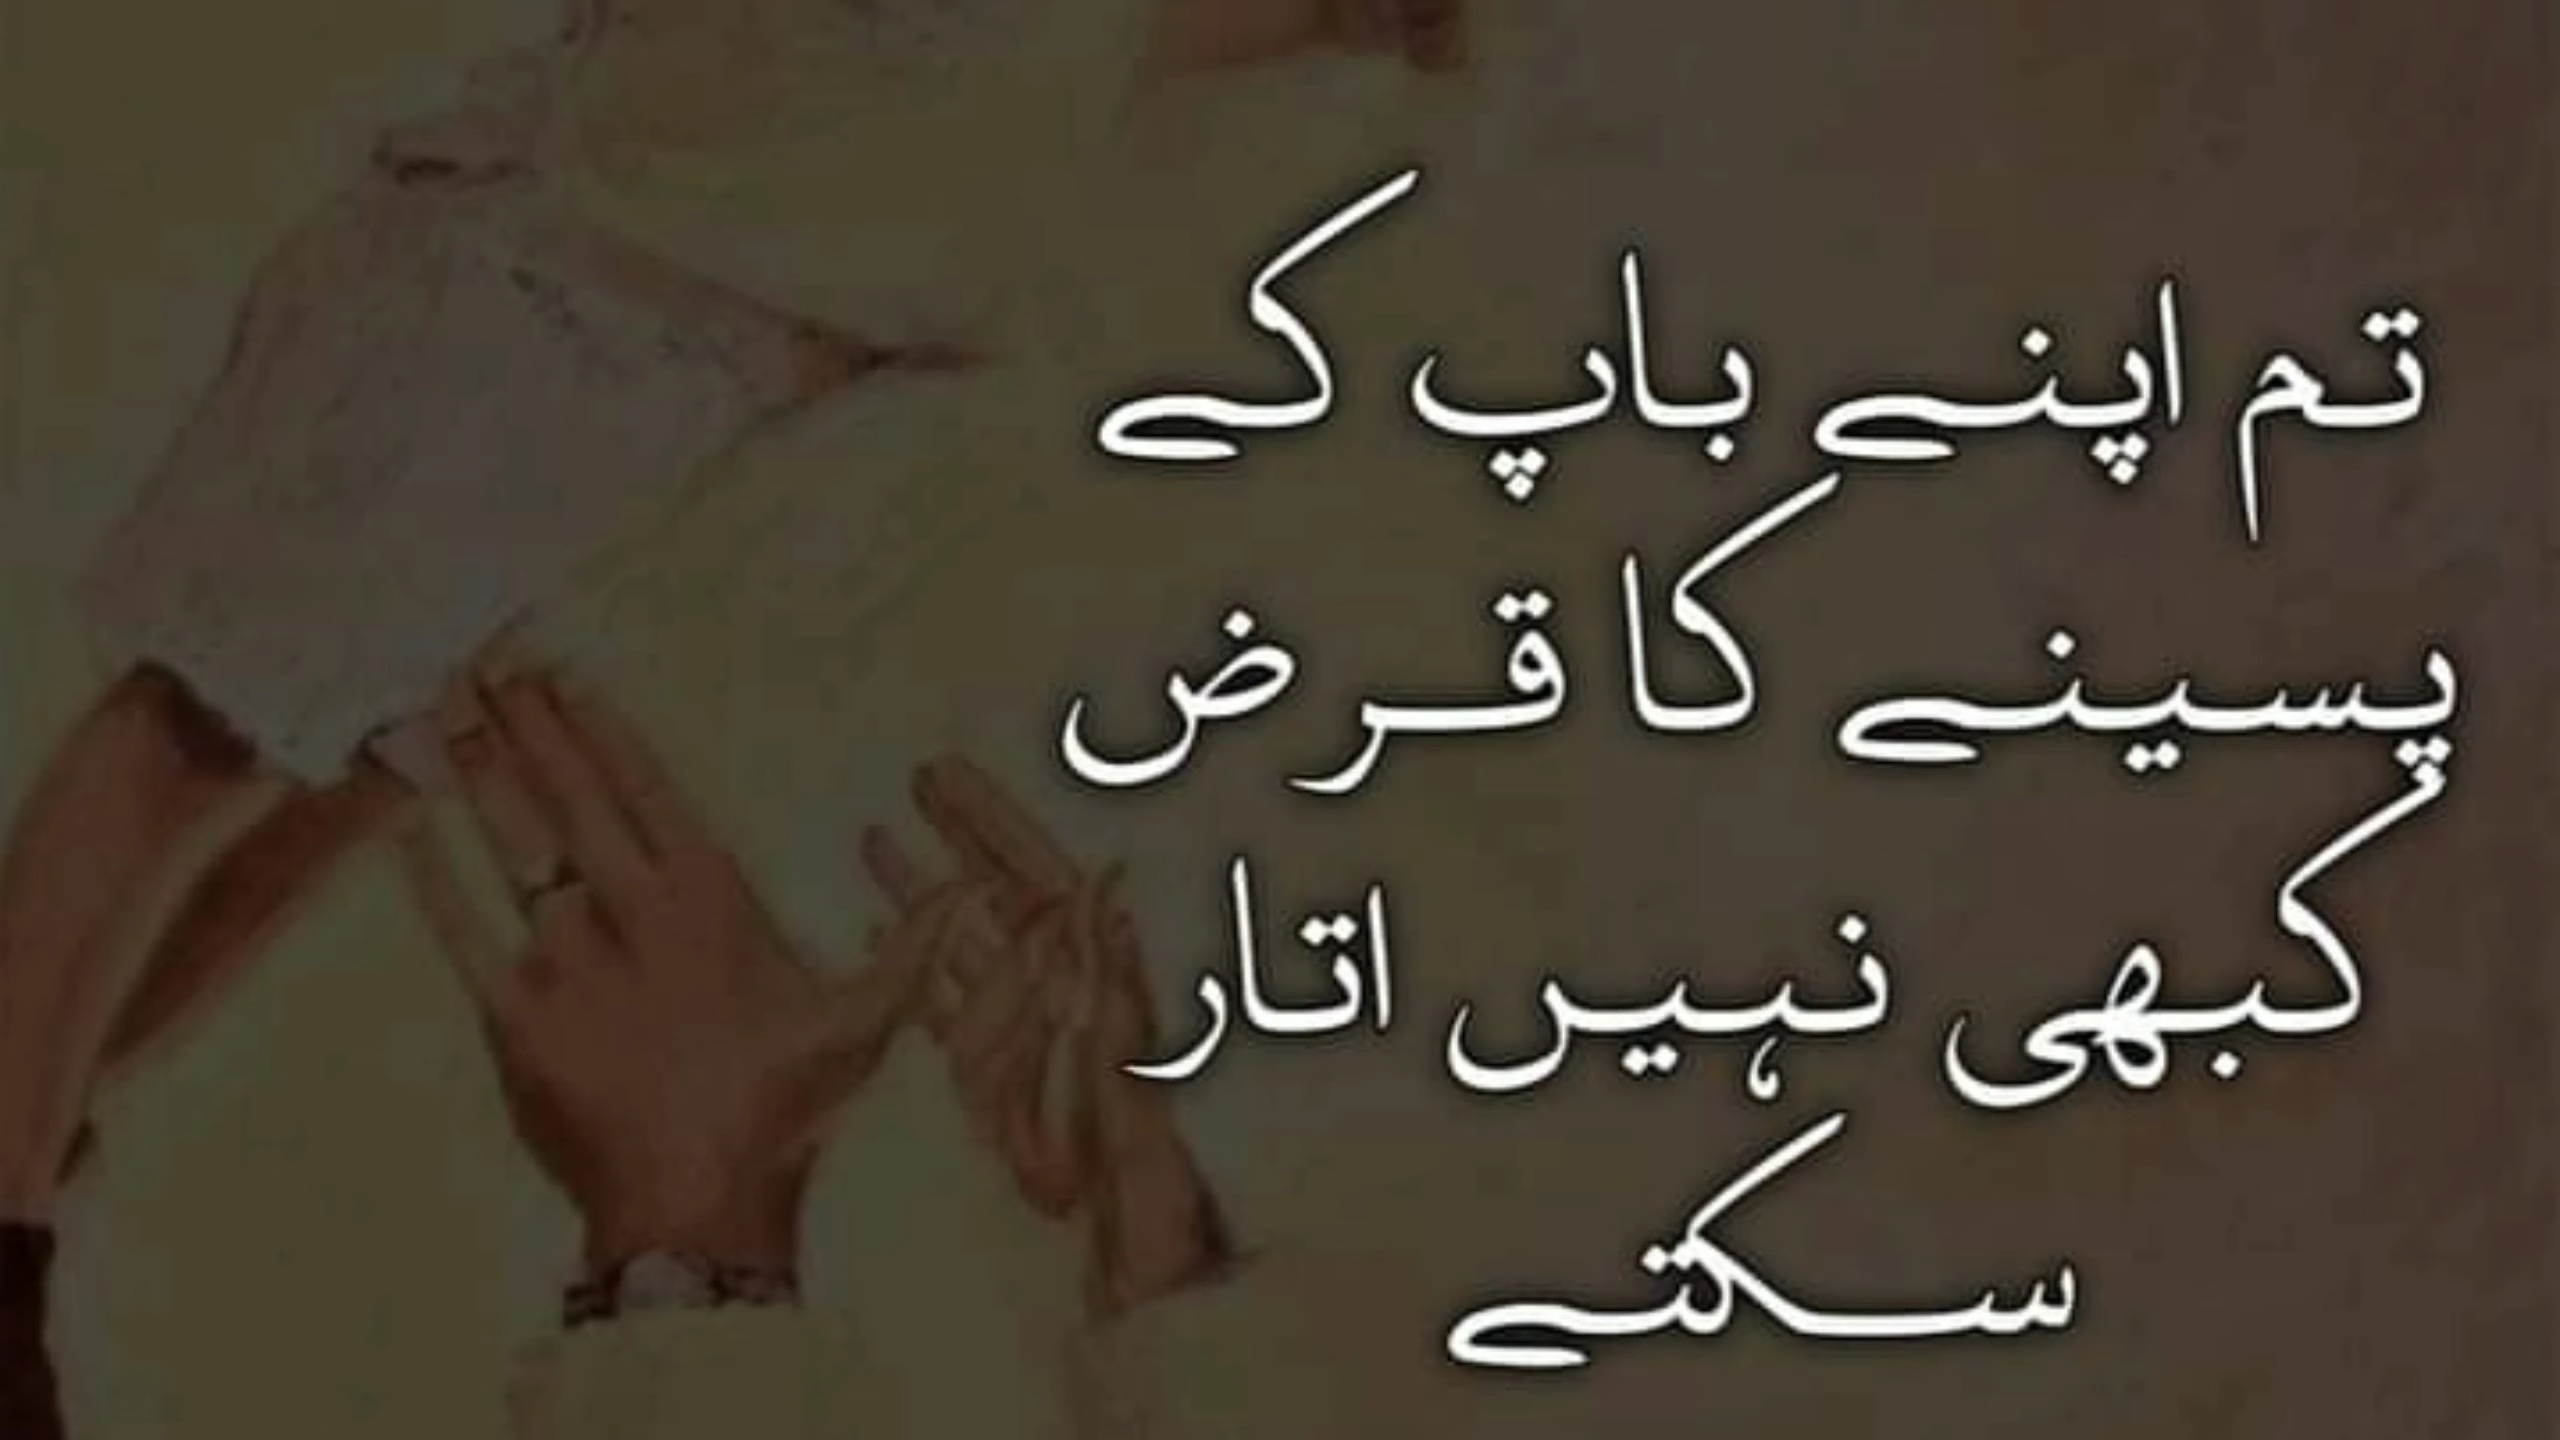 تم اپنے باپ کے
پسینے کا قرض
کبھی نہیں اتار
سکتے